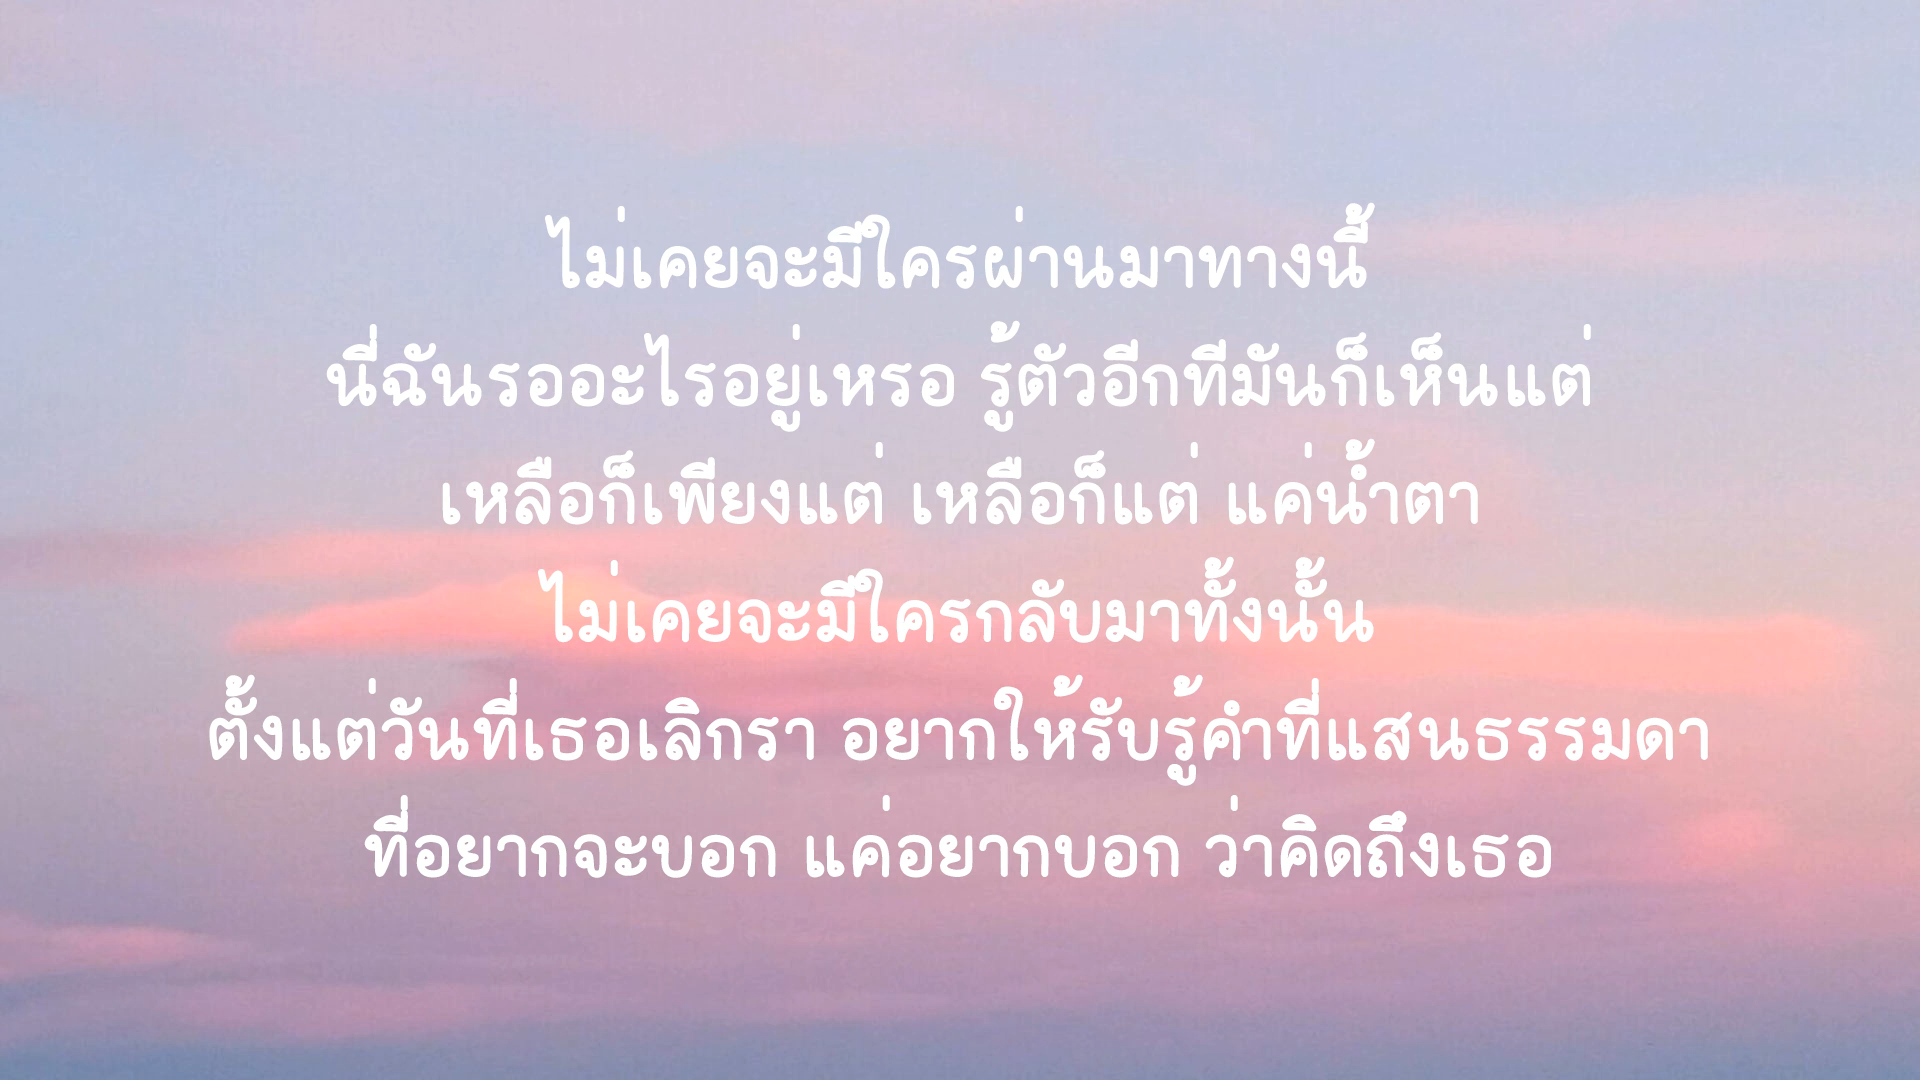 ไม่เคยจะมีใครผ่านมาทางนี้
นี่ฉันรออะไรอยู่เหรอ รู้ตัวอีกทีมันก็เห็นแต่
เหลือก็เพียงแต่ เหลือก็แต่ แค่น้ำตา
ไม่เคยจะมีใครกลับมาทั้งนั้น
ตั้งแต่วันที่เธอเลิกรา อยากให้รับรู้คำที่แสนธรรมดา
ที่อยากจะบอก แค่อยากบอก ว่าคิดถึงเธอ